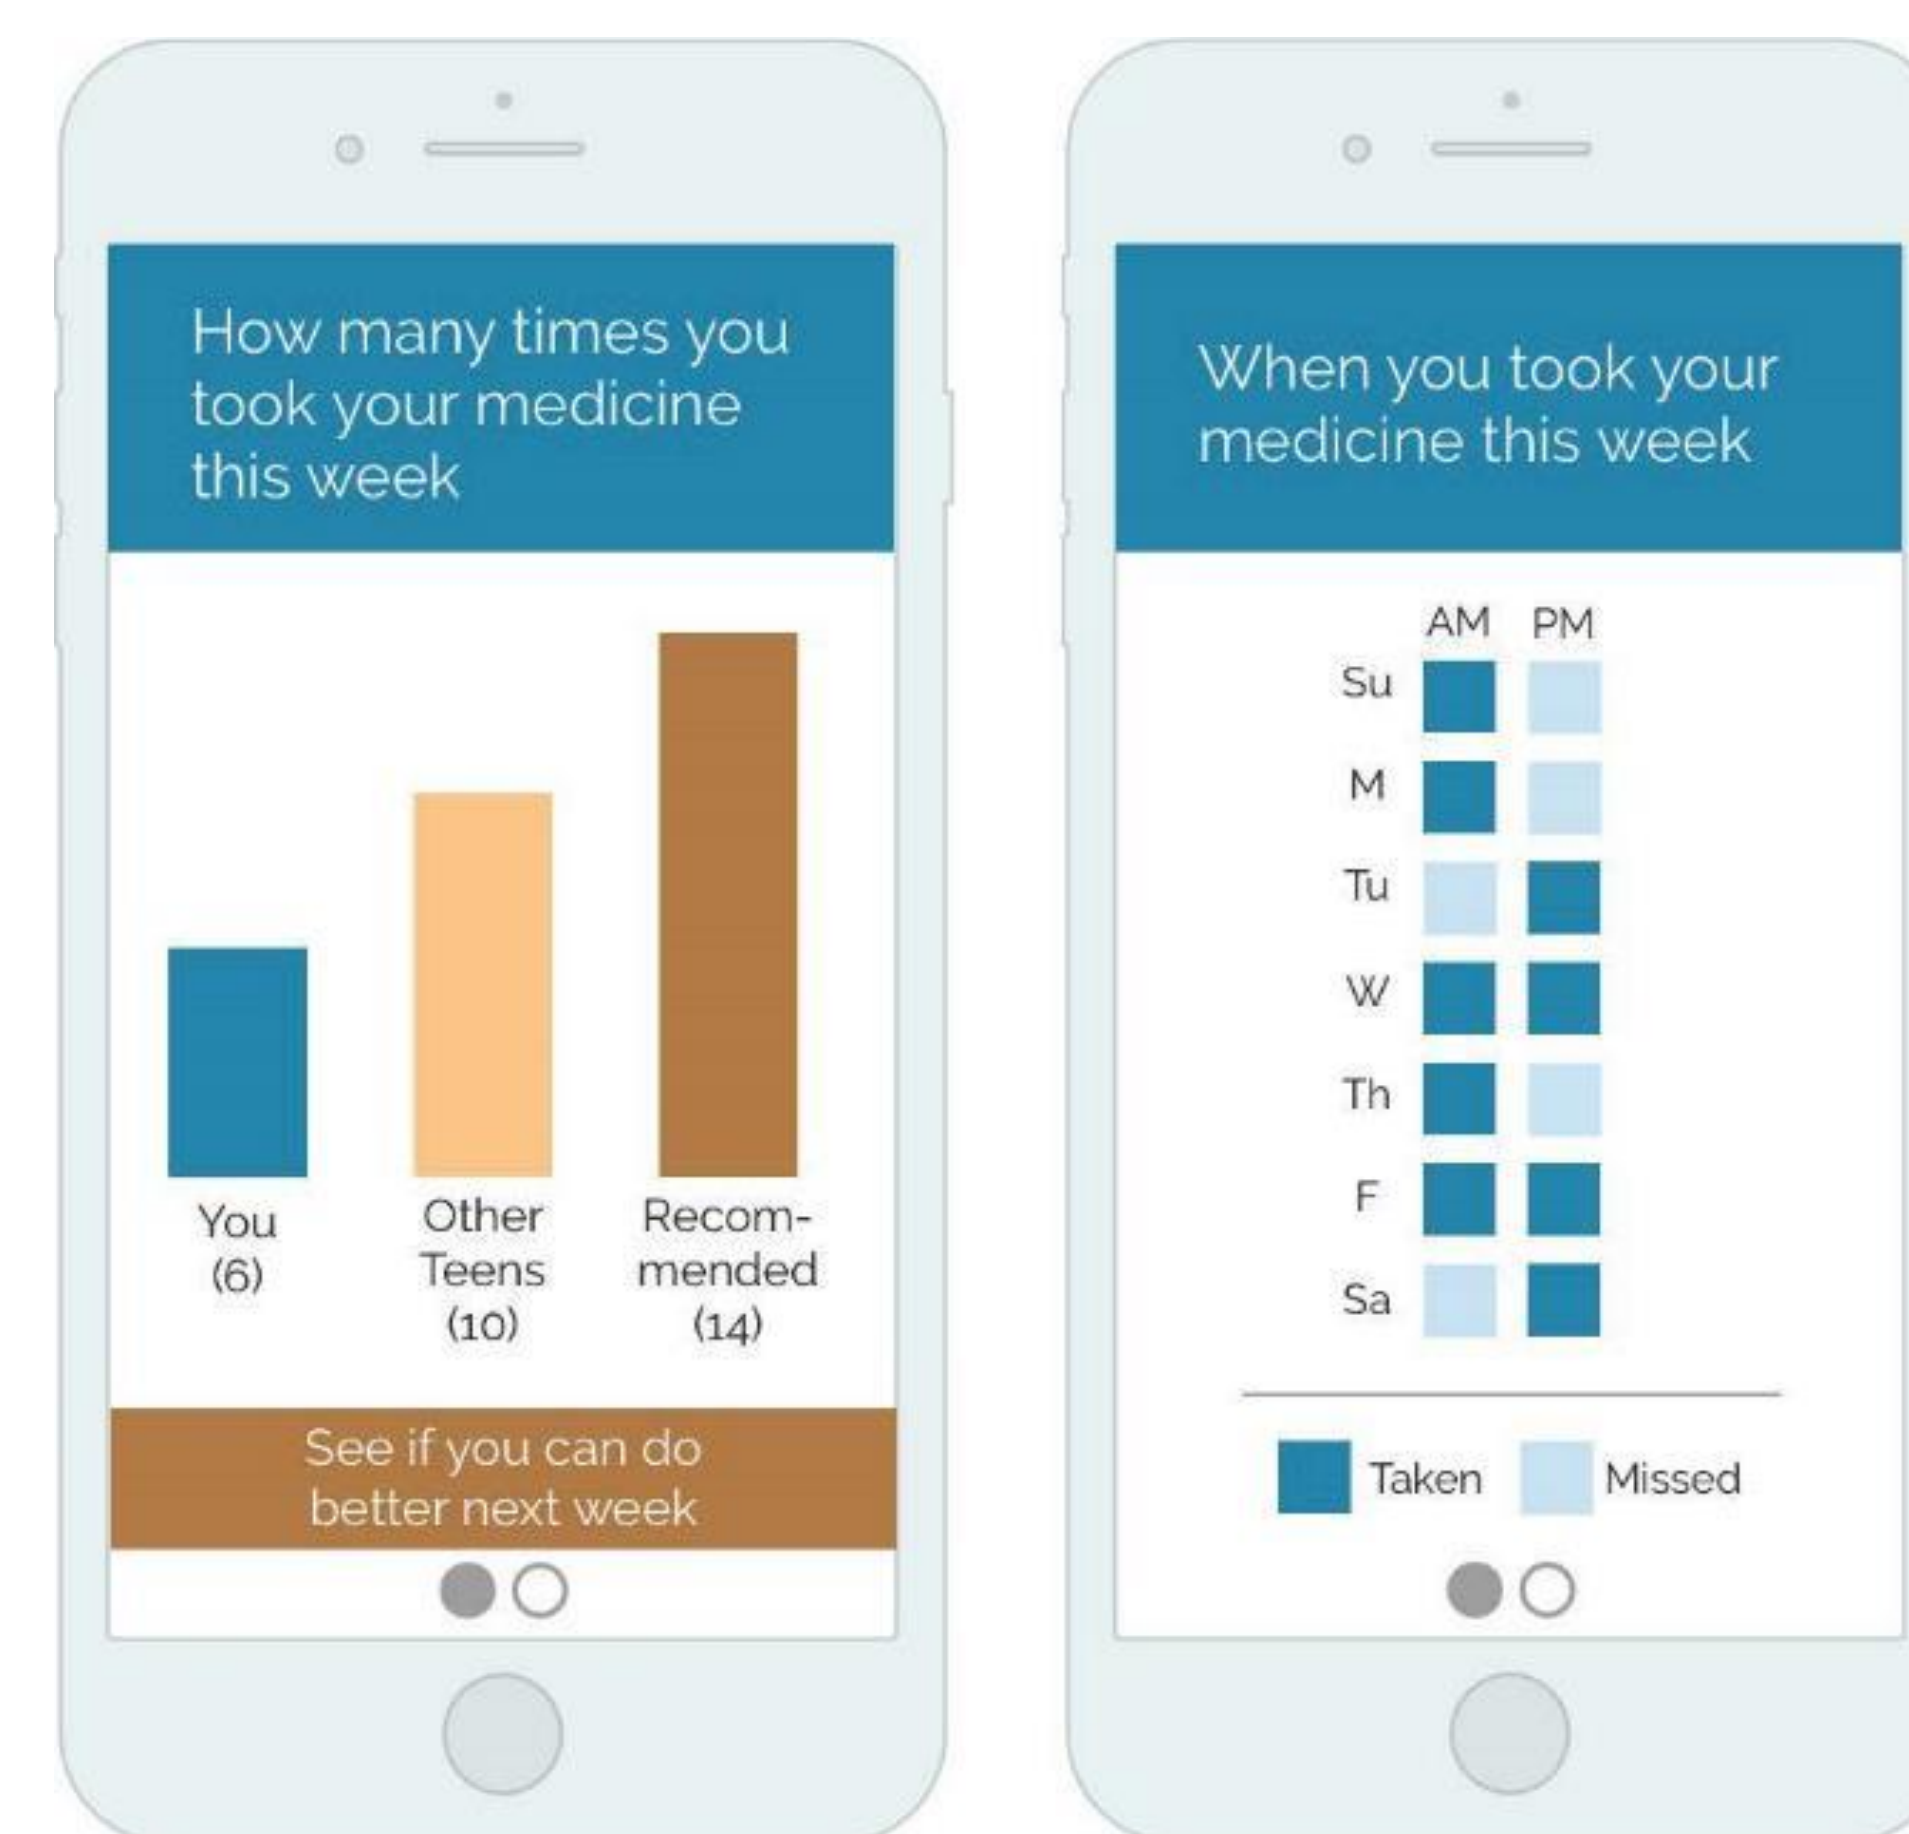 How many times you
took your medicine
this week
You
(6)
Other
Teens
(10)
Recom-
mended
(14)
See if you can do
better next week
When you took your
medicine this week
AM PM
Su
M
Tu
W
Th
F
Sa
Taken Missed